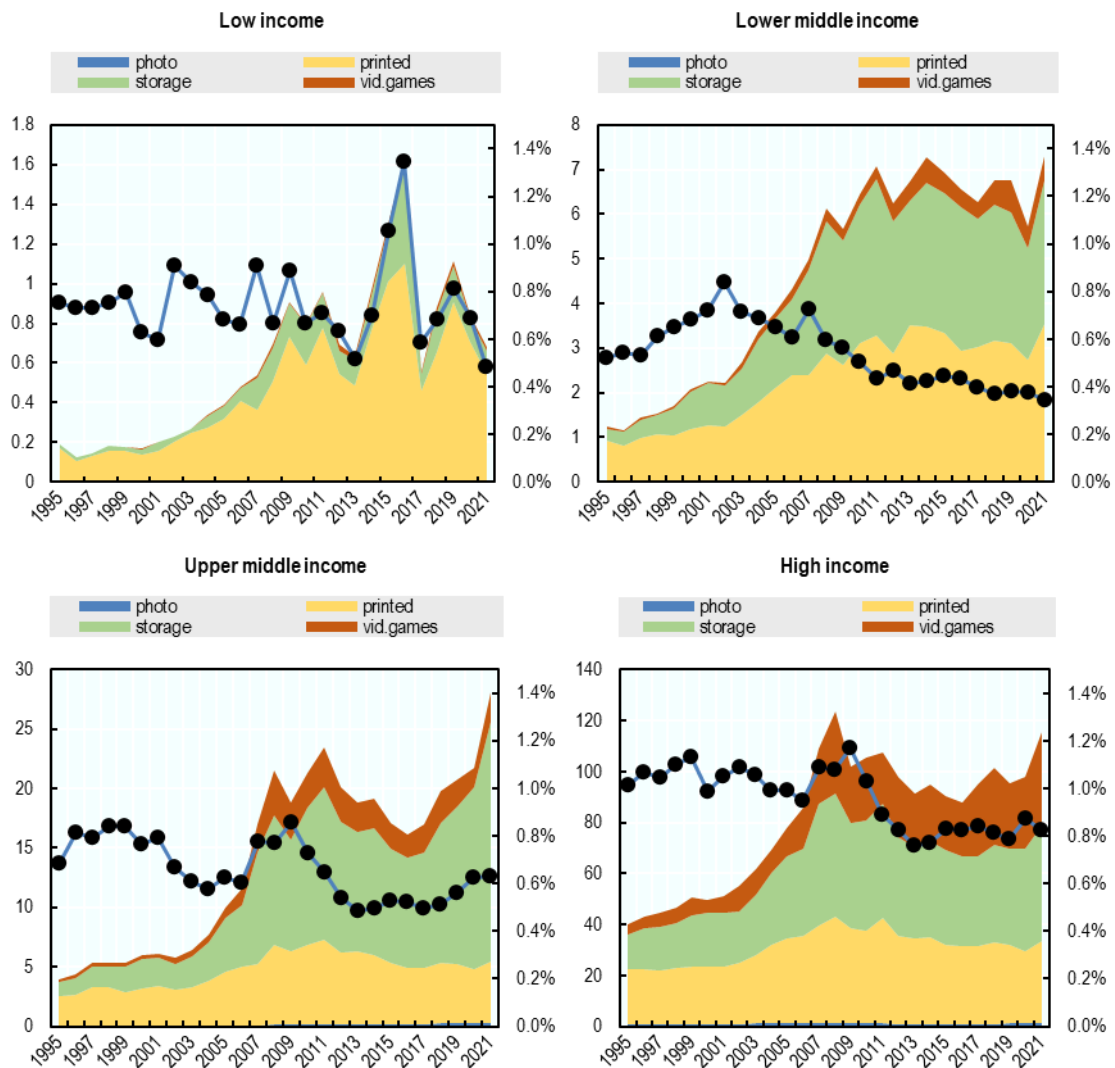 Low income
photo printed
storage vid.games
1.8 1.6 1.4 1.2 1 0.8 0.6 0.4 0.2 0
1.4% 1.2% 1.0% 0.8% 0.6% 0.4% 0.2% 0.0%
1995 1997 1999 2001 2003 2005 2007 2009 2011 2013 2015 2017 2019 2021
Lower middle income
photo printed
storage vid.games
8 7 6 5 4 3 2 1 0
1.4% 1.2% 1.0% 0.8% 0.6% 0.4% 0.2% 0.0%
1995 1997 1999 2001 2003 2005 2007 2009 2011 2013 2015 2017 2019 2021
Upper middle income
photo printed
storage vid.games
30 25 20 15 10 5 0
1.4% 1.2% 1.0% 0.8% 0.6% 0.4% 0.2% 0.0%
1995 1997 1999 2001 2003 2005 2007 2009 2011 2013 2015 2017 2019 2021
High income
photo printed
storage vid.games
140 120 100 80 60 40 20 0
1.4% 1.2% 1.0% 0.8% 0.6% 0.4% 0.2% 0.0%
1995 1997 1999 2001 2003 2005 2007 2009 2011 2013 2015 2017 2019 2021